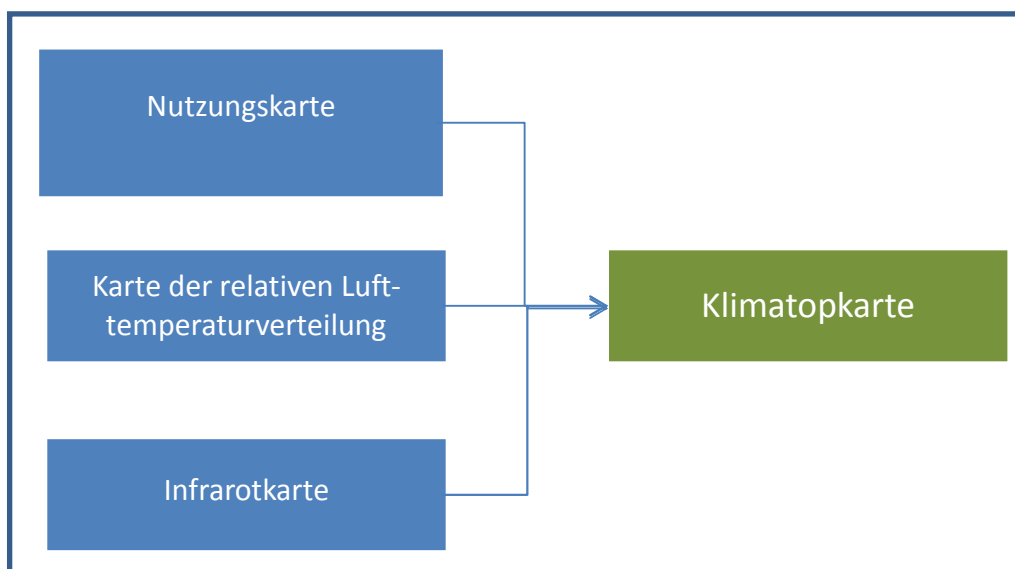 Nutzungskarte
Karte der relativen Luft-
temperaturverteilung
Klimatopkarte
Infrarotkarte